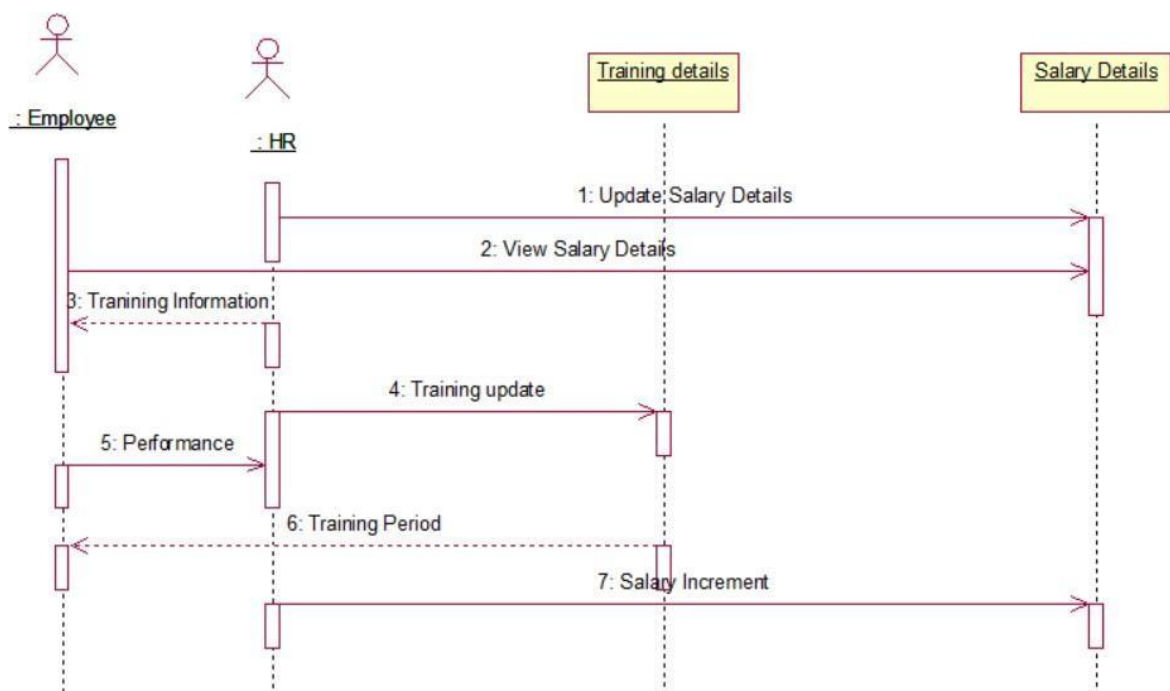 Training details
Salary Details
_: Employee
_: HR
1: Update Salary Details
2: View Salary Details
3: Tranining Information
4: Training update
5: Performance
6: Training Period
7: Salary Increment